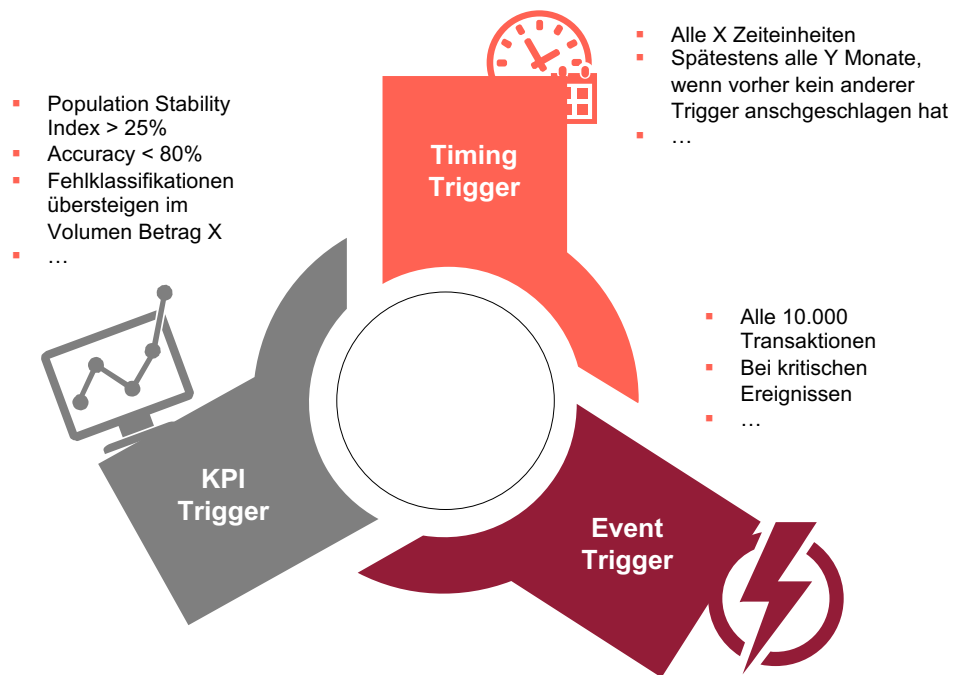 ▪ Alle X Zeiteinheiten
▪ Spätestens alle Y Monate,
wenn vorher kein anderer
Trigger anschgeschlagen hat
▪ …
▪ Population Stability
Index > 25%
▪ Accuracy < 80%
▪ Fehlklassifikationen
übersteigen im
Volumen Betrag X
▪ …
Timing
Trigger
▪ Alle 10.000
Transaktionen
▪ Bei kritischen
Ereignissen
▪ …
KPI
Trigger
Event
Trigger